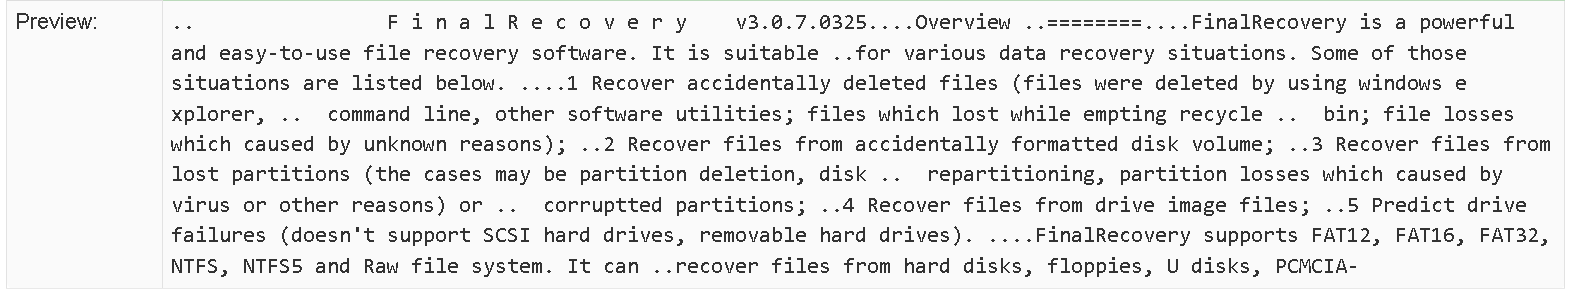 Preview:
..                F i n a l R e c o v e r y    v3.0.7.0325....Overview ..========....FinalRecovery is a powerful
and easy-to-use file recovery software. It is suitable ..for various data recovery situations. Some of those
situations are listed below. ....1 Recover accidentally deleted files (files were deleted by using windows e
xplorer, ..  command line, other software utilities; files which lost while empting recycle ..  bin; file losses
which caused by unknown reasons); ..2 Recover files from accidentally formatted disk volume; ..3 Recover files from
lost partitions (the cases may be partition deletion, disk ..  repartitioning, partition losses which caused by
virus or other reasons) or ..  corruptted partitions; ..4 Recover files from drive image files; ..5 Predict drive
failures (doesn't support SCSI hard drives, removable hard drives). ....FinalRecovery supports FAT12, FAT16, FAT32,
NTFS, NTFS5 and Raw file system. It can ..recover files from hard disks, floppies, U disks, PCMCIA-